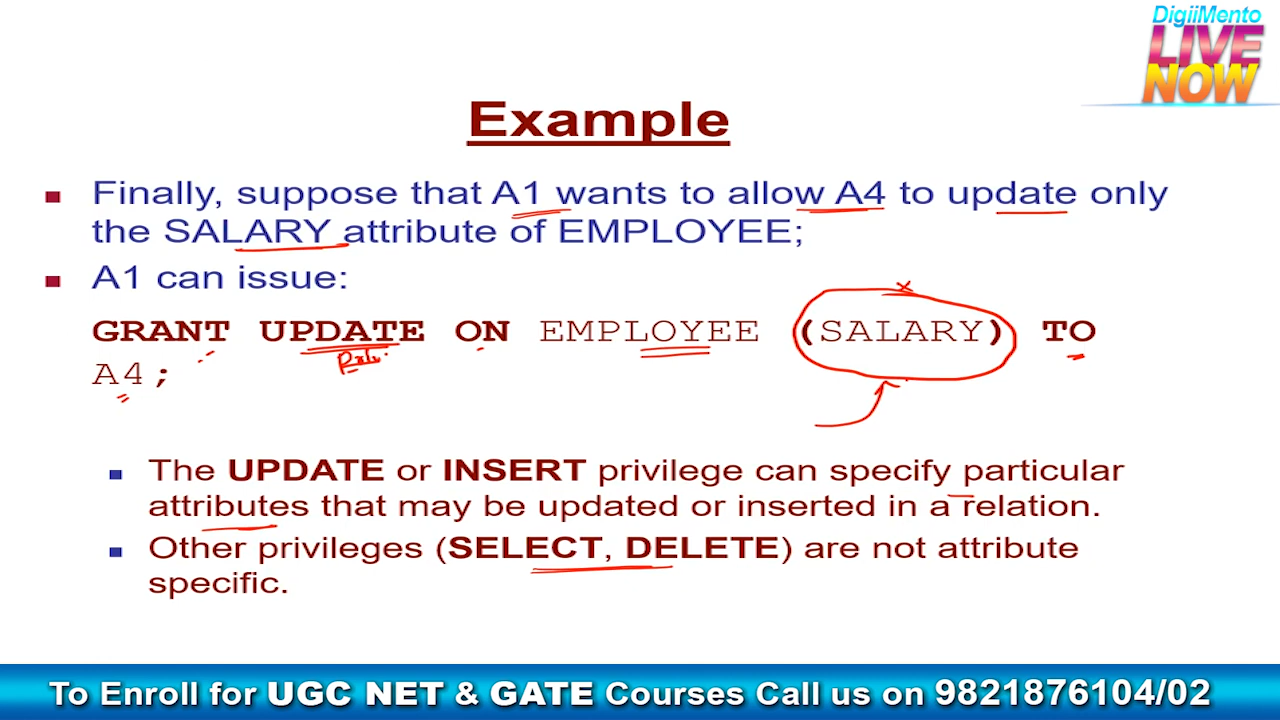 DigiiMento
LIVE
NOW
Example
Finally, suppose that A1 wants to allow A4 to update only
the SALARY attribute of EMPLOYEE;
A1 can issue:
GRANT UPDATE ON EMPLOYEE (SALARY) TO
A4;
The UPDATE or INSERT privilege can specify particular
attributes that may be updated or inserted in a relation.
Other privileges (SELECT, DELETE) are not attribute
specific.
To Enroll for UGC NET & GATE Courses Call us on 9821876104/02